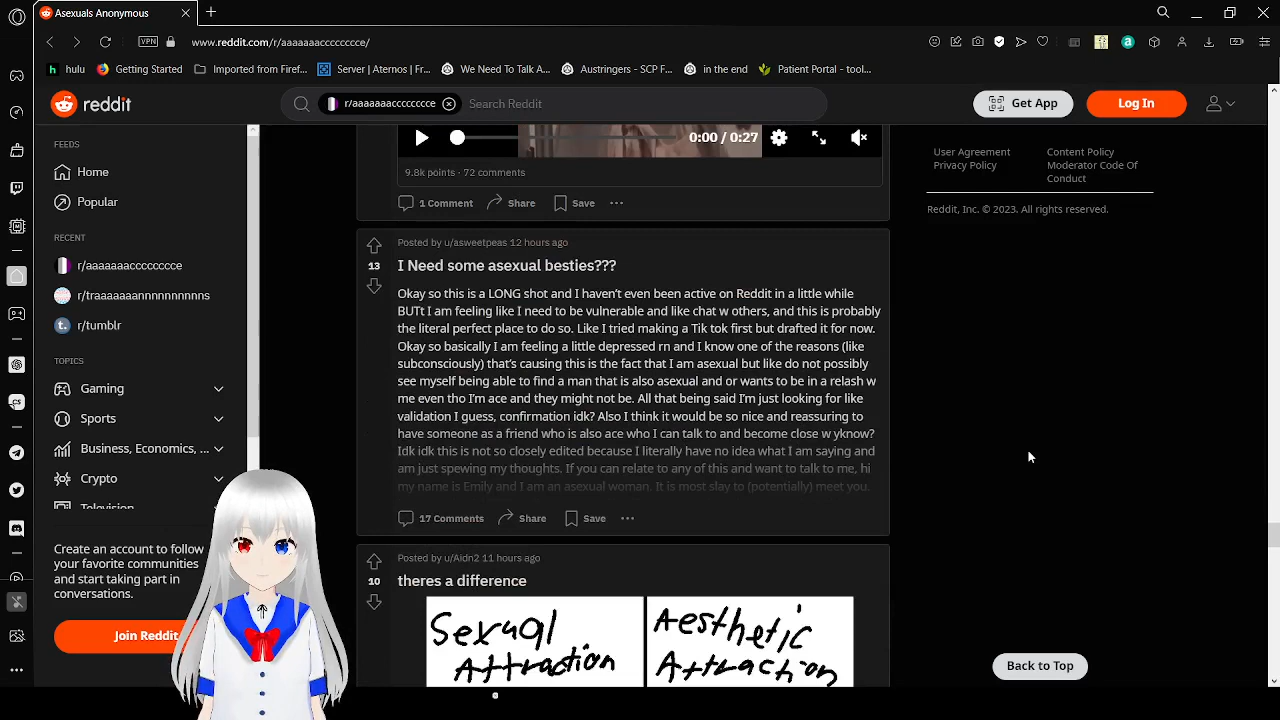 Asexuals Anonymous
VPN
www.reddit.com/r/aaaaaaaccccccccce/
hulu
Getting Started
Imported from Firef...
Server | Aternos | Fr...
We Need To Talk A...
Austringers - SCP F...
in the end
Patient Portal - tool...
reddit
r/aaaaaaaccccccccce
Search Reddit
Get App
Log In
FEEDS
Home
Popular
RECENT
r/aaaaaaaccccccccce
r/traaaaaaannnnnnnnnns
r/tumblr
TOPICS
Gaming
Sports
Business, Economics, ...
Crypto
Television
Create an account to follow
your favorite communities
and start taking part in
conversations.
Join Reddit
0:00 / 0:27
9.8k points · 72 comments
1 Comment
Share
Save
Posted by u/asweetpeas 12 hours ago
13
I Need some asexual besties???
Okay so this is a LONG shot and I haven't even been active on Reddit in a little while
BUTt I am feeling like I need to be vulnerable and like chat w others, and this is probably
the literal perfect place to do so. Like I tried making a Tik tok first but drafted it for now.
Okay so basically I am feeling a little depressed rn and I know one of the reasons (like
subconsciously) that's causing this is the fact that I am asexual but like do not possibly
see myself being able to find a man that is also asexual and or wants to be in a relash w
me even tho I'm ace and they might not be. All that being said I'm just looking for like
validation I guess, confirmation idk? Also I think it would be so nice and reassuring to
have someone as a friend who is also ace who I can talk to and become close w yknow?
Idk idk this is not so closely edited because I literally have no idea what I am saying and
am just spewing my thoughts. If you can relate to any of this and want to talk to me, hi
my name is Emily and I am an asexual woman. It is most slay to (potentially) meet you.
17 Comments
Share
Save
Posted by u/Aidn2 11 hours ago
10
theres a difference
Sexual
Attraction
Aesthetic
Attraction
User Agreement
Privacy Policy
Content Policy
Moderator Code Of
Conduct
Reddit, Inc. © 2023. All rights reserved.
Back to Top